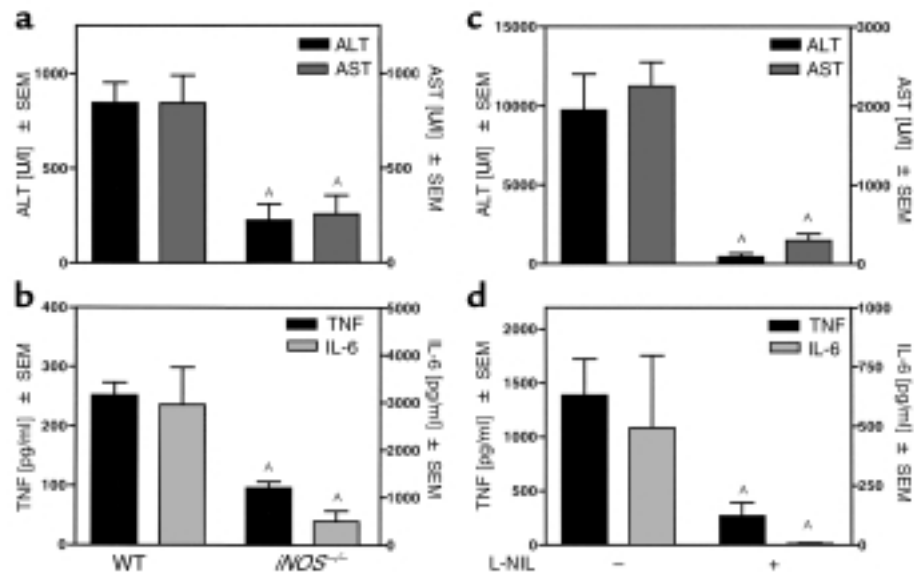 a
ALT
AST
ALT [U/l] ± SEM
1000
500
0
AST [U/l] ± SEM
1000
500
0
^
^
c
ALT
AST
ALT [U/l] ± SEM
15000
10000
5000
0
AST [U/l] ± SEM
3000
2000
1000
0
^
^
b
TNF
IL-6
TNF [pg/ml] ± SEM
400
300
200
100
0
IL-6 [pg/ml] ± SEM
5000
4000
3000
2000
1000
0
^
^
WT
iNOS−/−
d
TNF
IL-6
TNF [pg/ml] ± SEM
2000
1500
1000
500
0
IL-6 [pg/ml] ± SEM
1000
750
500
250
0
^
^
L-NIL
−
+